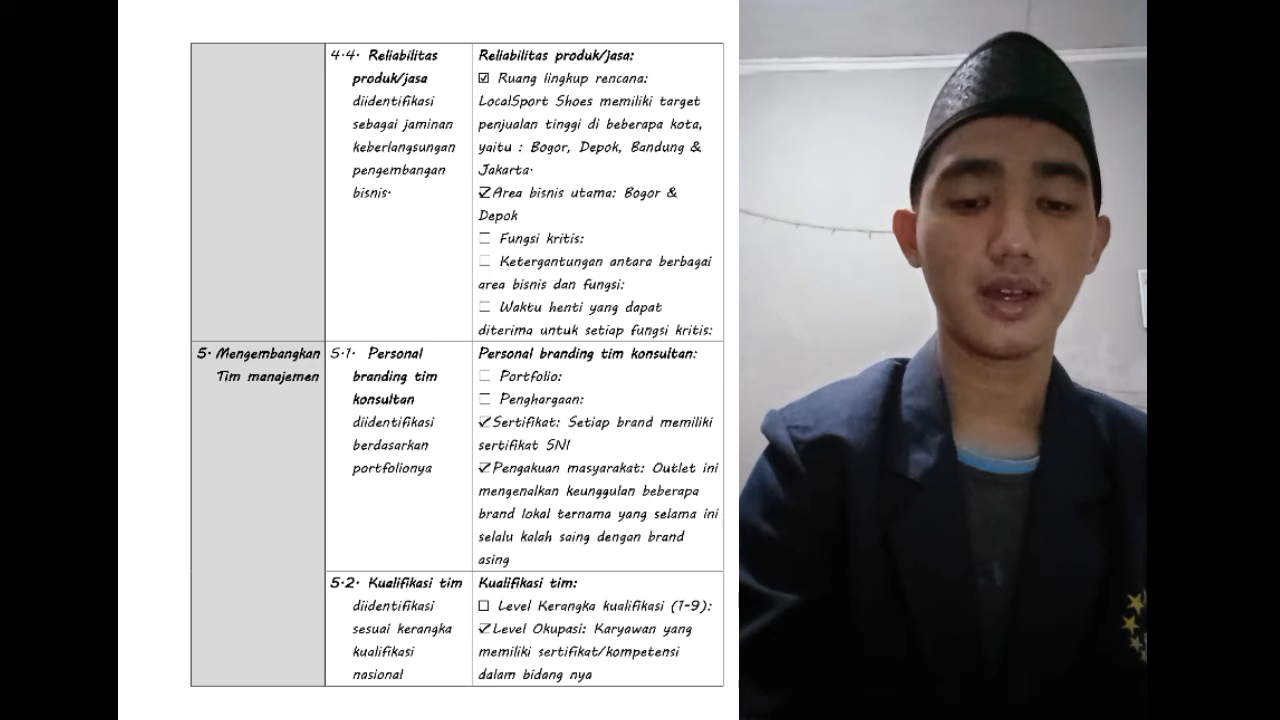 4.4. Reliabilitas
produk/jasa
diidentifikasi
sebagai jaminan
keberlangsungan
pengembangan
bisnis.
Reliabilitas produk/jasa:
☑ Ruang lingkup rencana:
LocalSport Shoes memiliki target
penjualan tinggi di beberapa kota,
yaitu : Bogor, Depok, Bandung &
Jakarta.
☑Area bisnis utama: Bogor &
Depok
☐ Fungsi kritis:
☐ Ketergantungan antara berbagai
area bisnis dan fungsi:
☐ Waktu henti yang dapat
diterima untuk setiap fungsi kritis:
5. Mengembangkan
Tim manajemen
5.1. Personal
branding tim
konsultan
diidentifikasi
berdasarkan
portfolionya
Personal branding tim konsultan:
☐ Portfolio:
☐ Penghargaan:
☑Sertifikat: Setiap brand memiliki
sertifikat SNI
☑Pengakuan masyarakat: Outlet ini
mengenalkan keunggulan beberapa
brand lokal ternama yang selama ini
selalu kalah saing dengan brand
asing
5.2. Kualifikasi tim
diidentifikasi
sesuai kerangka
kualifikasi
nasional
Kualifikasi tim:
☐ Level Kerangka kualifikasi (1-9):
☑Level Okupasi: Karyawan yang
memiliki sertifikat/kompetensi
dalam bidang nya